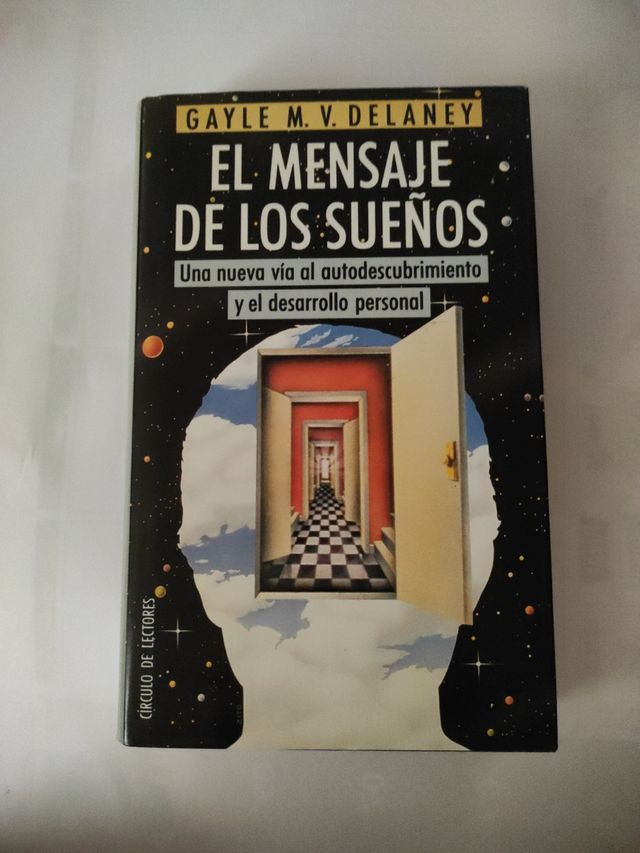 GAYLE M. V. DELANEY
EL MENSAJE
DE LOS SUEÑOS
Una nueva vía al autodescubrimiento
y el desarrollo personal
CÍRCULO DE LECTORES